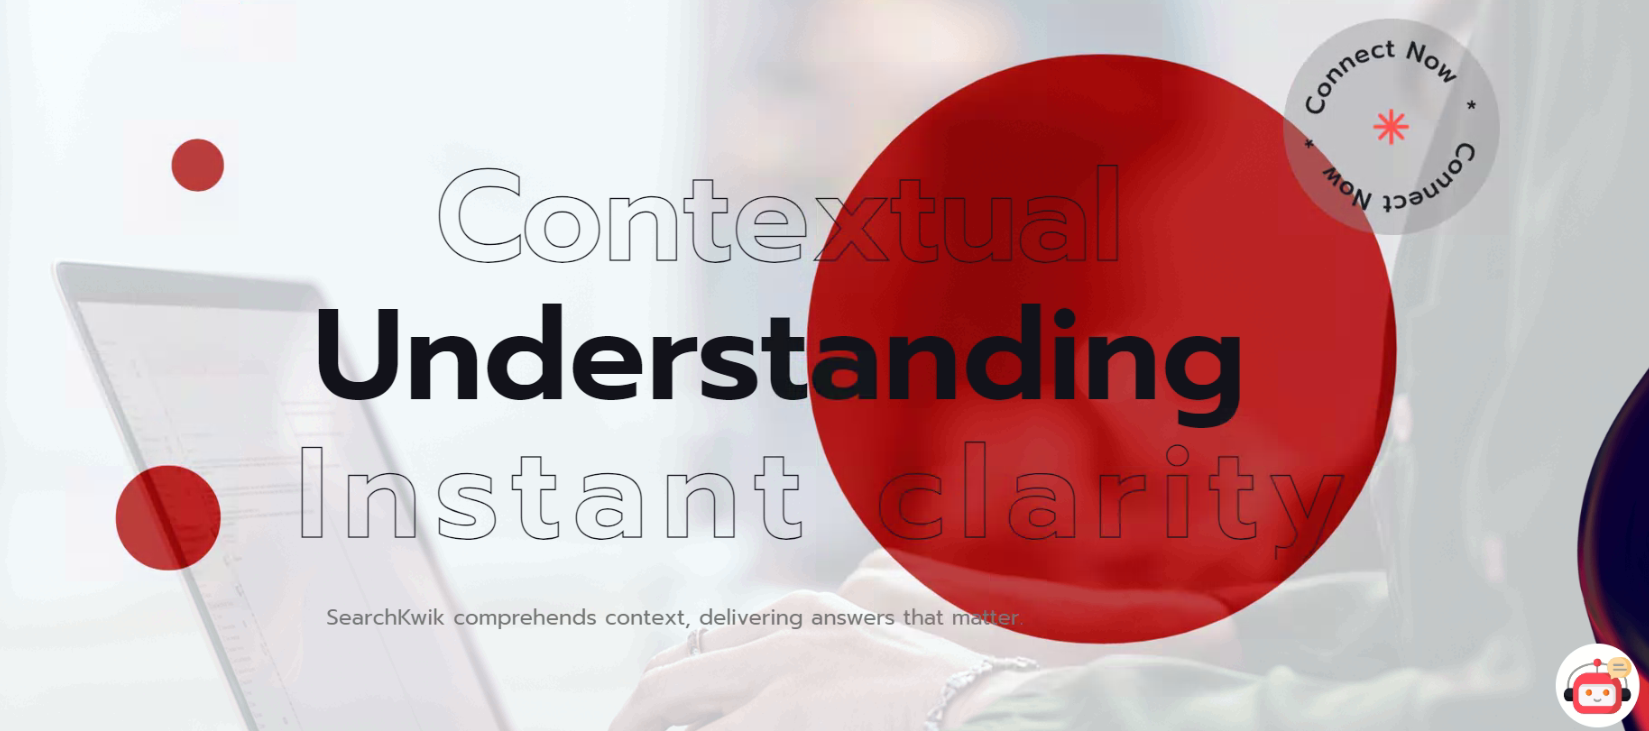 Connect Now * Connect Now *
Contextual
Understanding
Instant clarity
SearchKwik comprehends context, delivering answers that matter.